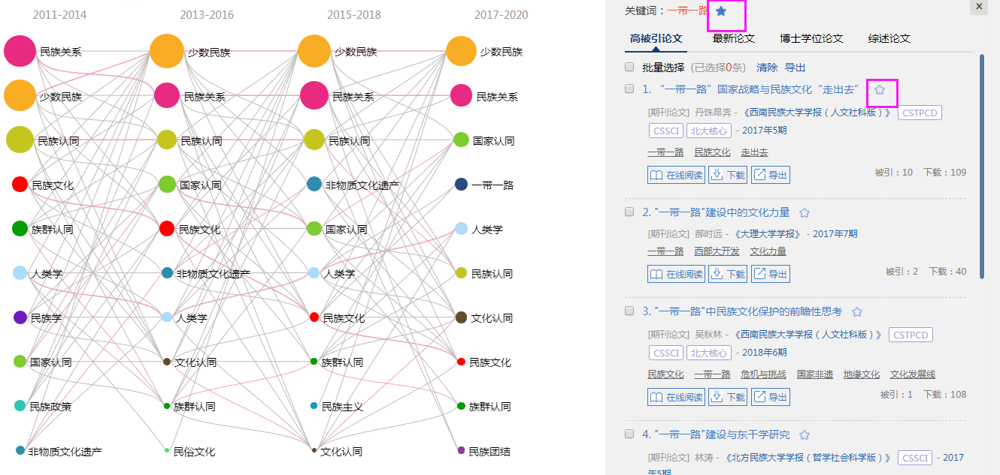 2011-2014
2013-2016
2015-2018
2017-2020
民族关系
少数民族
少数民族
少数民族
少数民族
民族关系
民族关系
民族关系
民族认同
民族认同
民族认同
国家认同
民族文化
国家认同
非物质文化遗产
一带一路
族群认同
民族文化
国家认同
人类学
人类学
非物质文化遗产
人类学
民族认同
民族学
人类学
民族文化
文化认同
国家认同
文化认同
族群认同
民族文化
民族政策
族群认同
民族主义
族群认同
非物质文化遗产
民俗文化
文化认同
民族团结
关键词：一带一路
x
高被引论文 最新论文 博士学位论文 综述论文
批量选择 (已选择0条) 清除 导出
1. “一带一路”国家战略与民族文化“走出去”
[期刊论文] 丹珠昂奔 - 《西南民族大学学报（人文社科版）》 CSTPCD
CSSCI 北大核心 - 2017年5期
一带一路 民族文化 走出去
在线阅读 下载 导出 被引：10 下载：109
2. "一带一路"建设中的文化力量
[期刊论文] 郝时远 - 《大理大学学报》 - 2017年7期
一带一路 西部大开发 文化力量
在线阅读 下载 导出 被引：2 下载：40
3. "一带一路"中民族文化保护的前瞻性思考
[期刊论文] 吴秋林 - 《西南民族大学学报（人文社科版）》 CSTPCD
CSSCI 北大核心 - 2018年6期
民族文化 一带一路 危机与挑战 国家非遗 地缘文化 文化发展线
在线阅读 下载 导出 被引：1 下载：108
4. "一带一路"建设与东干学研究
[期刊论文] 林涛 - 《北方民族大学学报（哲学社会科学版）》 CSSCI - 2017
年5期